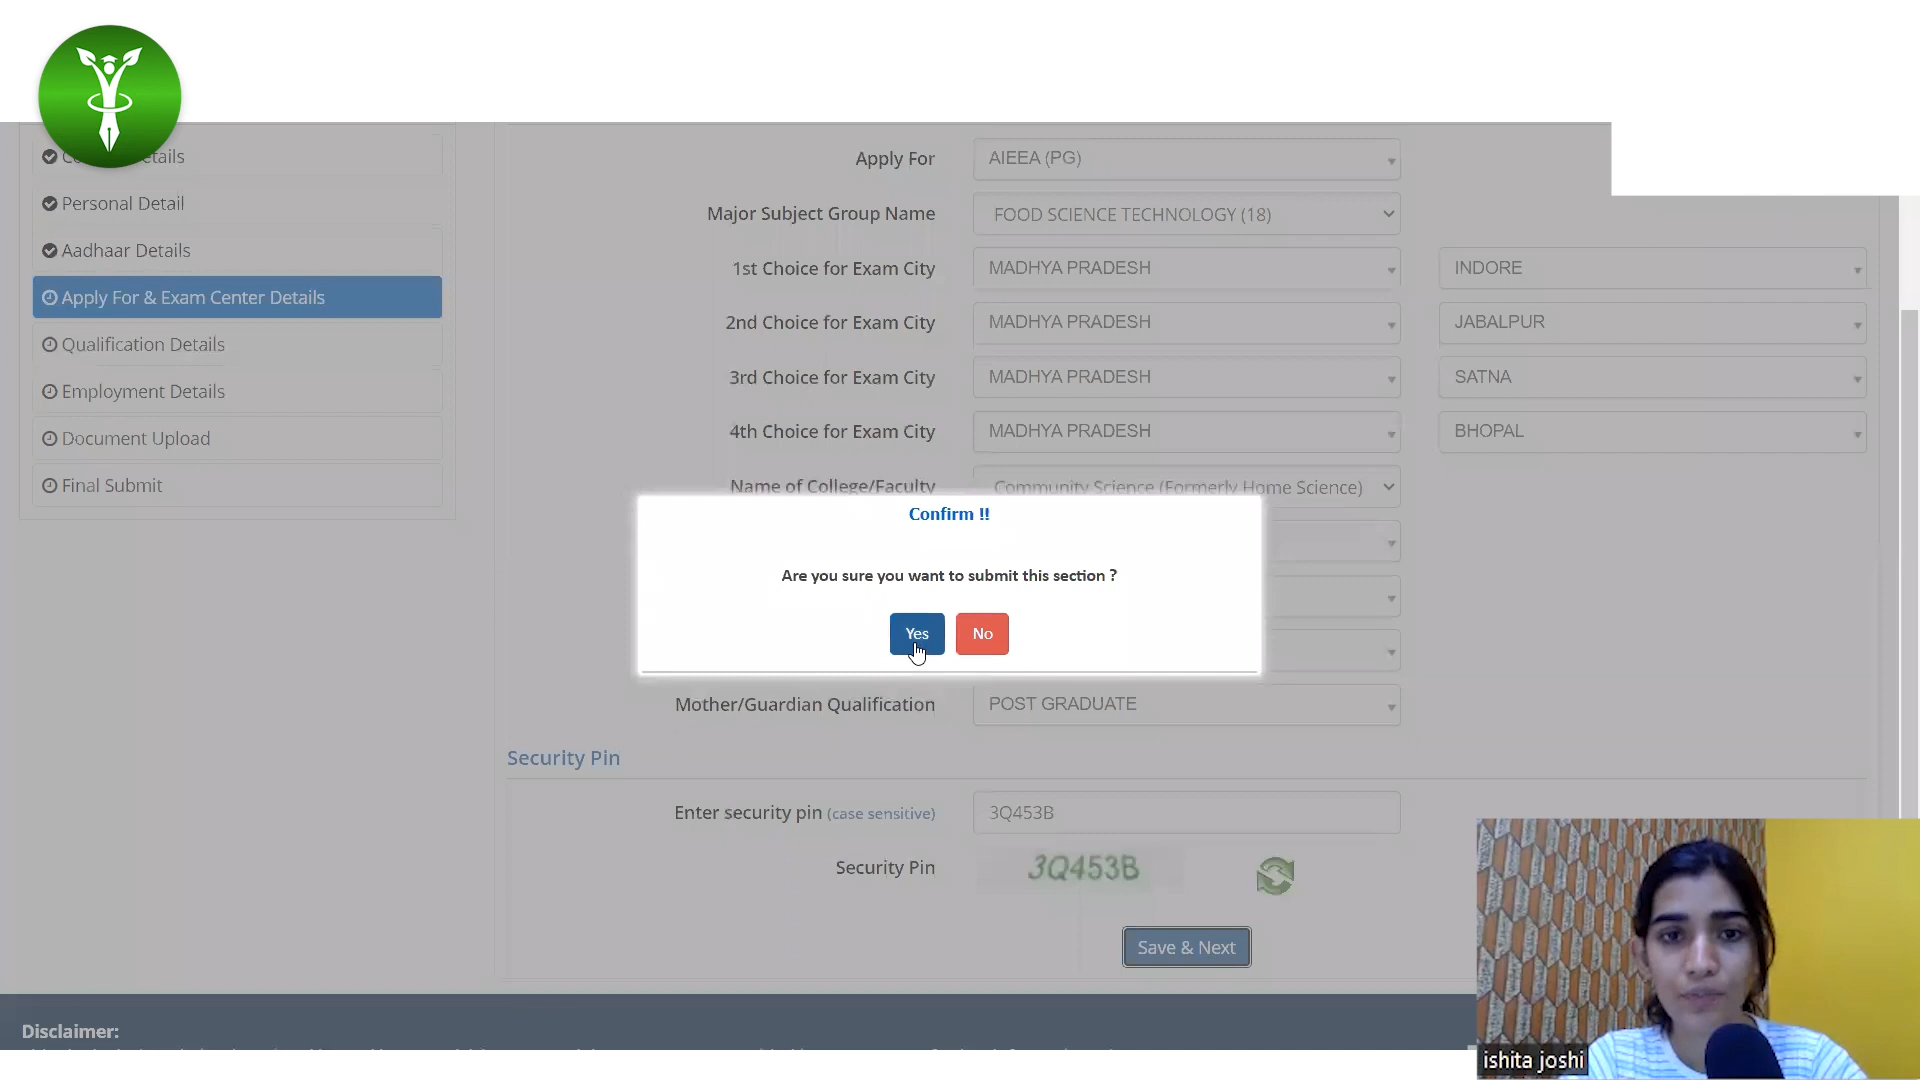 etails
Personal Detail
Aadhaar Details
Apply For & Exam Center Details
Qualification Details
Employment Details
Document Upload
Final Submit
Apply For AIEEA (PG)
Major Subject Group Name FOOD SCIENCE TECHNOLOGY (18)
1st Choice for Exam City MADHYA PRADESH INDORE
2nd Choice for Exam City MADHYA PRADESH JABALPUR
3rd Choice for Exam City MADHYA PRADESH SATNA
4th Choice for Exam City MADHYA PRADESH BHOPAL
Name of College/Faculty Community Science (Formerly Home Science)
Confirm !!
Are you sure you want to submit this section ?
Yes No
Mother/Guardian Qualification POST GRADUATE
Security Pin
Enter security pin (case sensitive) 3Q453B
Security Pin 3Q453B
Save & Next
Disclaimer:
ishita joshi